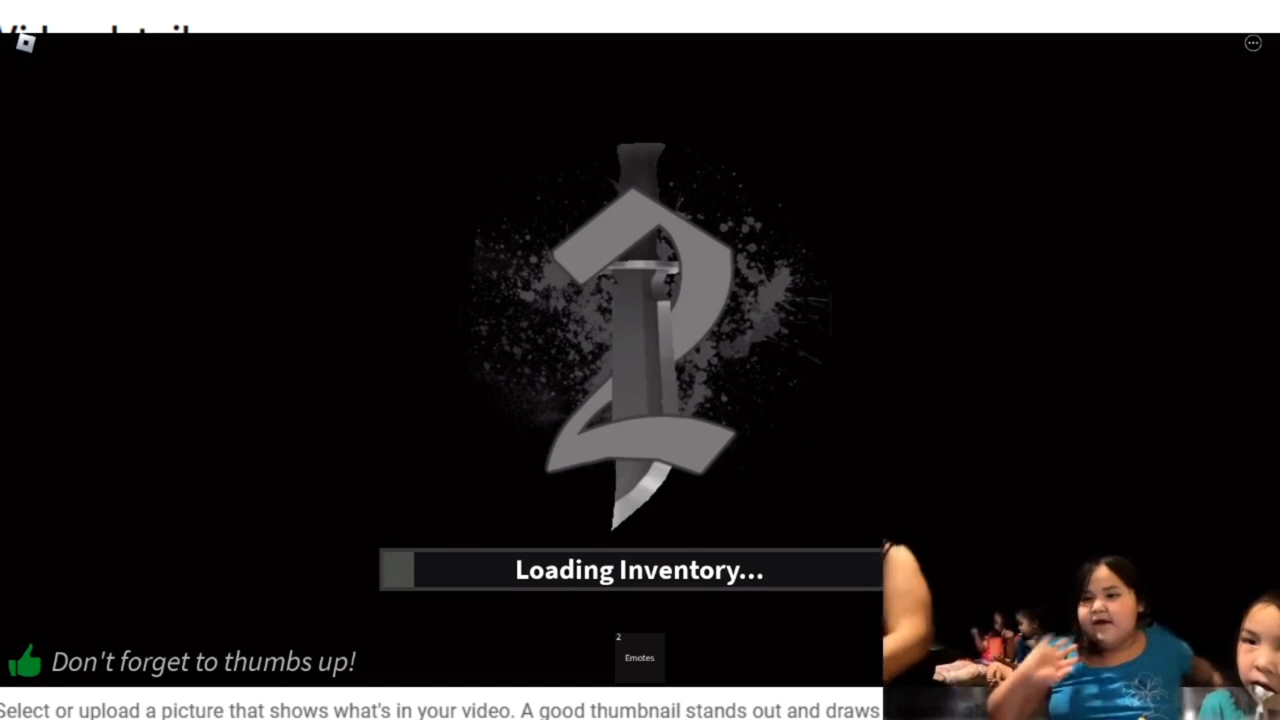 Loading Inventory...
2
Emotes
Don't forget to thumbs up!
Select or upload a picture that shows what's in your video. A good thumbnail stands out and draws